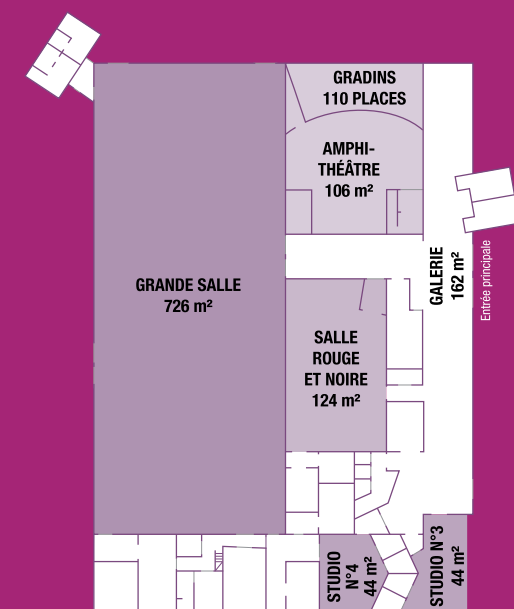 GRADINS
110 PLACES
AMPHI-
THÉÂTRE
106 m²
GRANDE SALLE
726 m²
GALERIE
162 m²
Entrée principale
SALLE
ROUGE
ET NOIRE
124 m²
STUDIO
N°4
44 m²
STUDIO N°3
44 m²